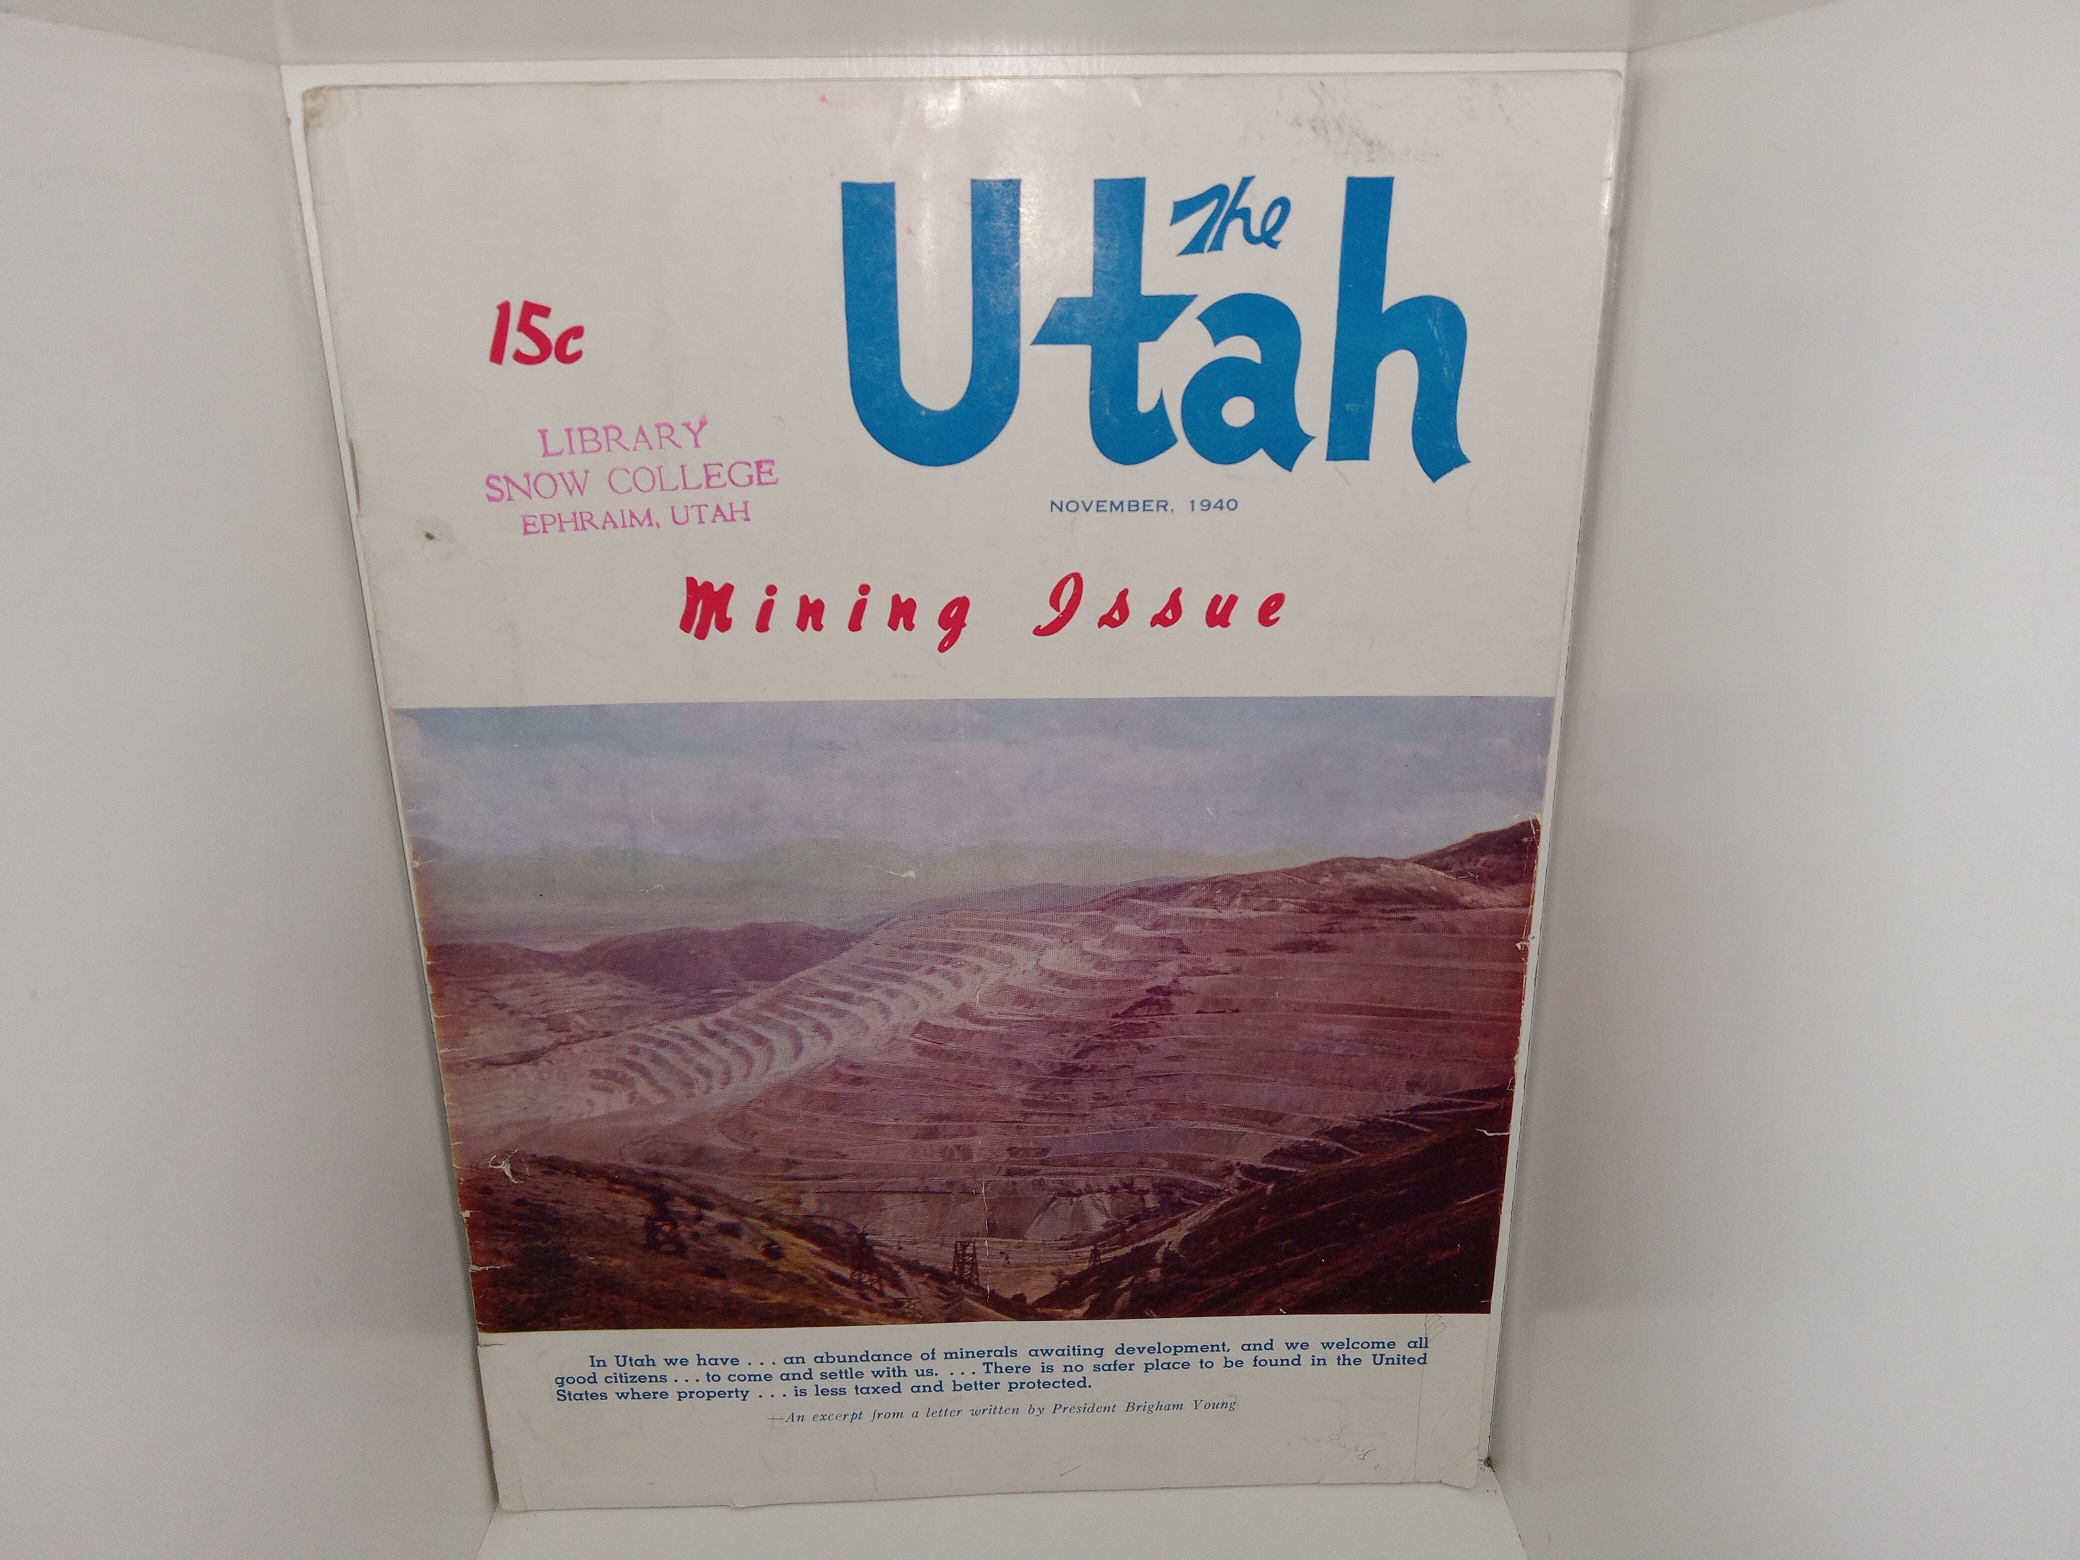 The
Utah
15c
LIBRARY
SNOW COLLEGE
EPHRAIM, UTAH
NOVEMBER, 1940
Mining Issue
In Utah we have . . . an abundance of minerals awaiting development, and we welcome all
good citizens . . . to come and settle with us. . . . There is no safer place to be found in the United
States where property . . . is less taxed and better protected.
—An excerpt from a letter written by President Brigham Young